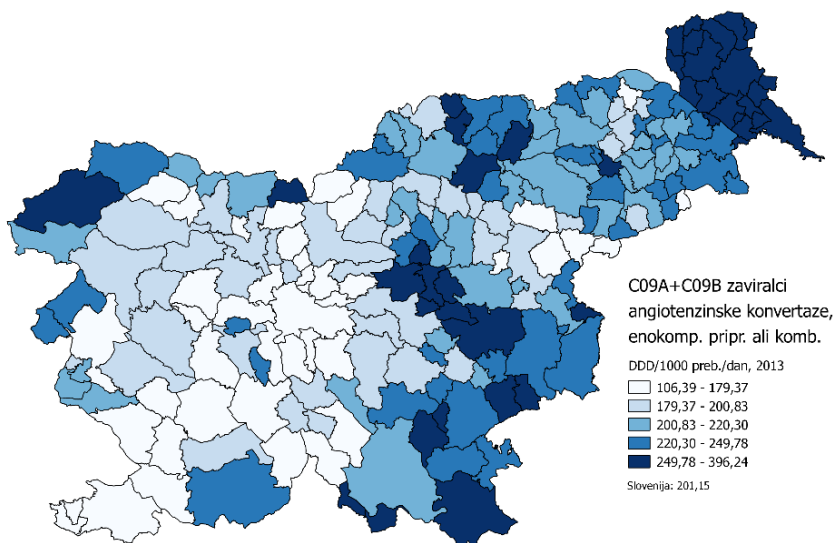 C09A+C09B zaviralci
angiotenzinske konvertaze,
enokomp. pripr. ali komb.
DDD/1000 preb./dan, 2013
106,39 - 179,37
179,37 - 200,83
200,83 - 220,30
220,30 - 249,78
249,78 - 396,24
Slovenija: 201,15